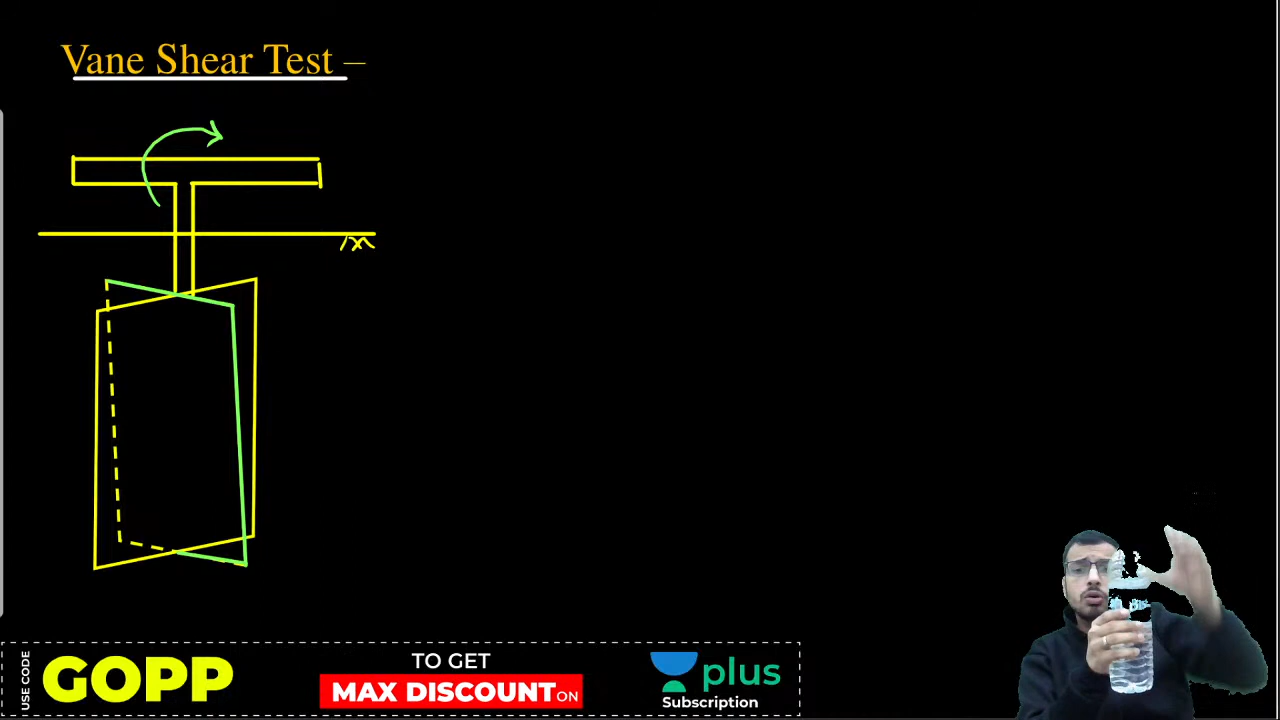 Vane Shear Test –
USE CODE
GOPP
TO GET
MAX DISCOUNT ON
plus
Subscription